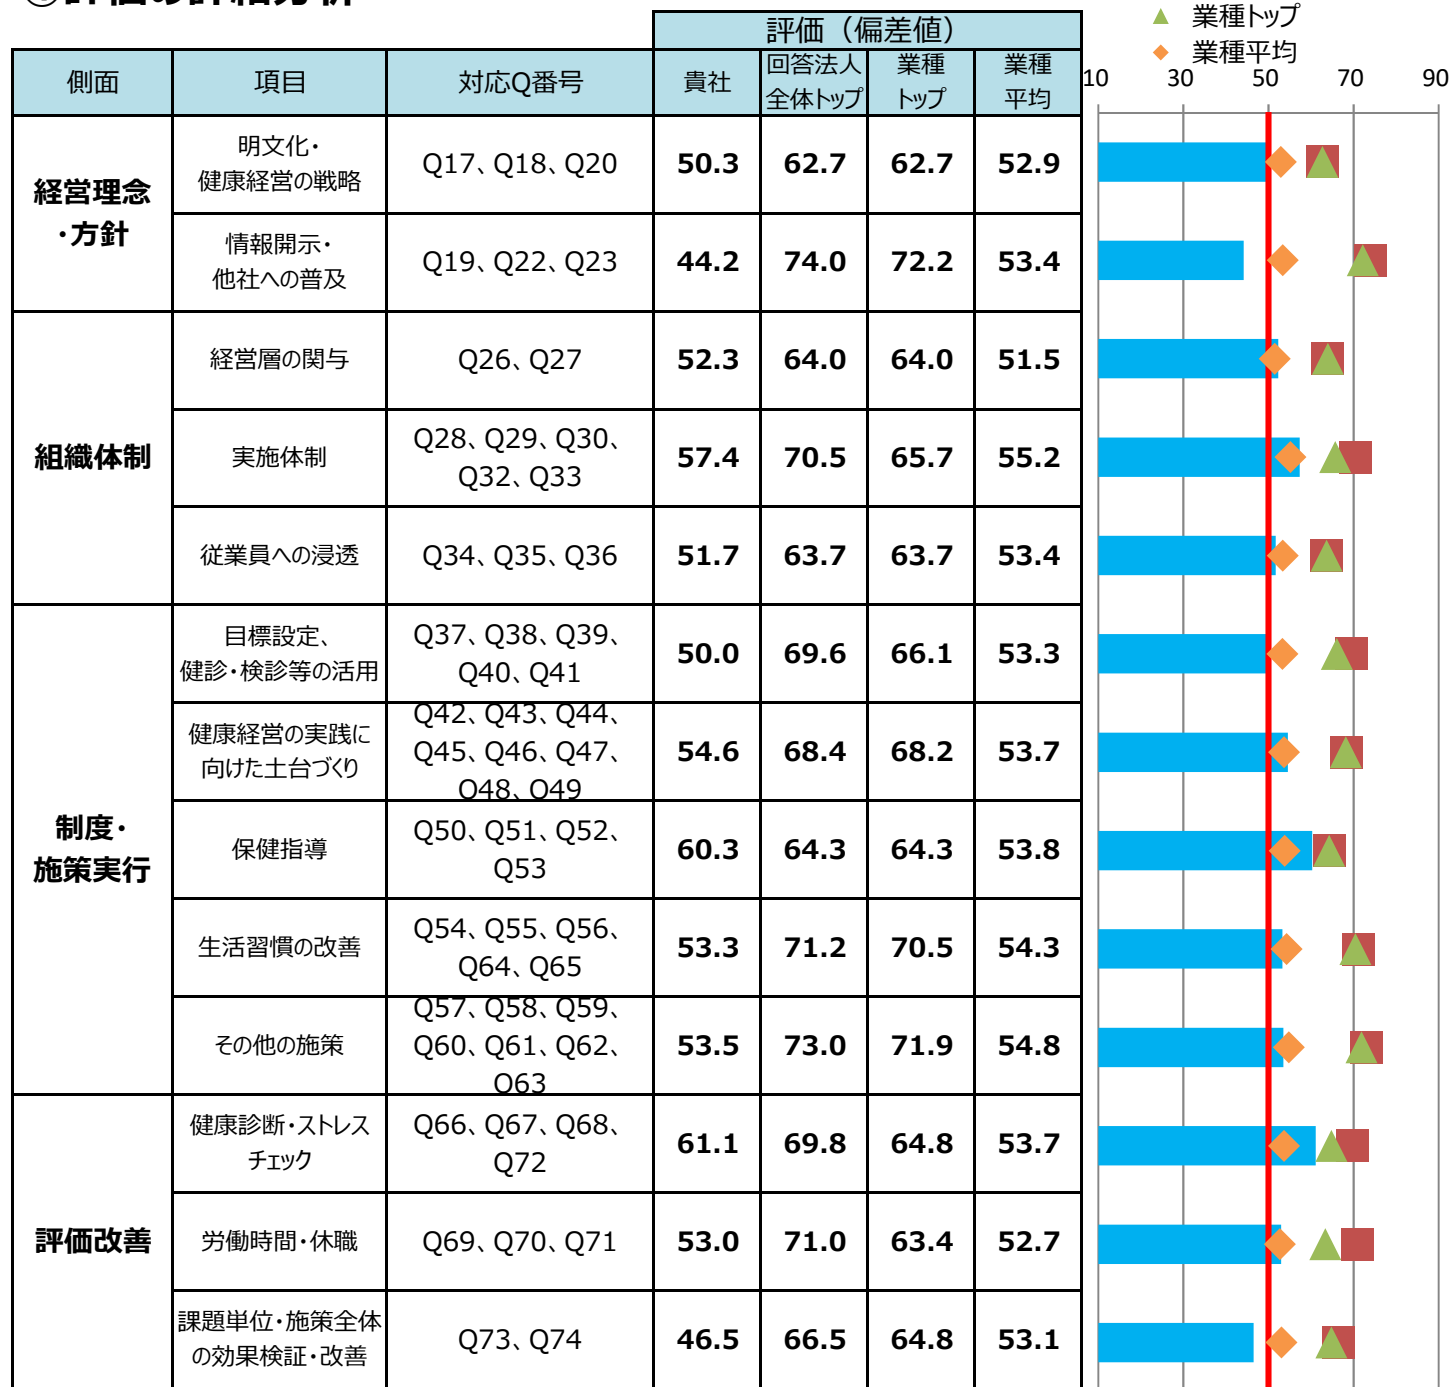 ①評価の詳細分析
▲ 業種トップ
◆ 業種平均
評価（偏差値）
側面 項目 対応Q番号 貴社 回答法人 業種 業種
全体トップ トップ 平均
10 30 50 70 90
経営理念
・方針
明文化・
健康経営の戦略
Q17、Q18、Q20 50.3 62.7 62.7 52.9
情報開示・
他社への普及
Q19、Q22、Q23 44.2 74.0 72.2 53.4
組織体制
経営層の関与 Q26、Q27 52.3 64.0 64.0 51.5
実施体制
Q28、Q29、Q30、
Q32、Q33
57.4 70.5 65.7 55.2
従業員への浸透 Q34、Q35、Q36 51.7 63.7 63.7 53.4
制度・
施策実行
目標設定、
健診・検診等の活用
Q37、Q38、Q39、
Q40、Q41
50.0 69.6 66.1 53.3
健康経営の実践に
向けた土台づくり
Q42、Q43、Q44、
Q45、Q46、Q47、
Q48、Q49
54.6 68.4 68.2 53.7
保健指導
Q50、Q51、Q52、
Q53
60.3 64.3 64.3 53.8
生活習慣の改善
Q54、Q55、Q56、
Q64、Q65
53.3 71.2 70.5 54.3
その他の施策
Q57、Q58、Q59、
Q60、Q61、Q62、
Q63
53.5 73.0 71.9 54.8
評価改善
健康診断・ストレス
チェック
Q66、Q67、Q68、
Q72
61.1 69.8 64.8 53.7
労働時間・休職 Q69、Q70、Q71 53.0 71.0 63.4 52.7
課題単位・施策全体
の効果検証・改善
Q73、Q74 46.5 66.5 64.8 53.1